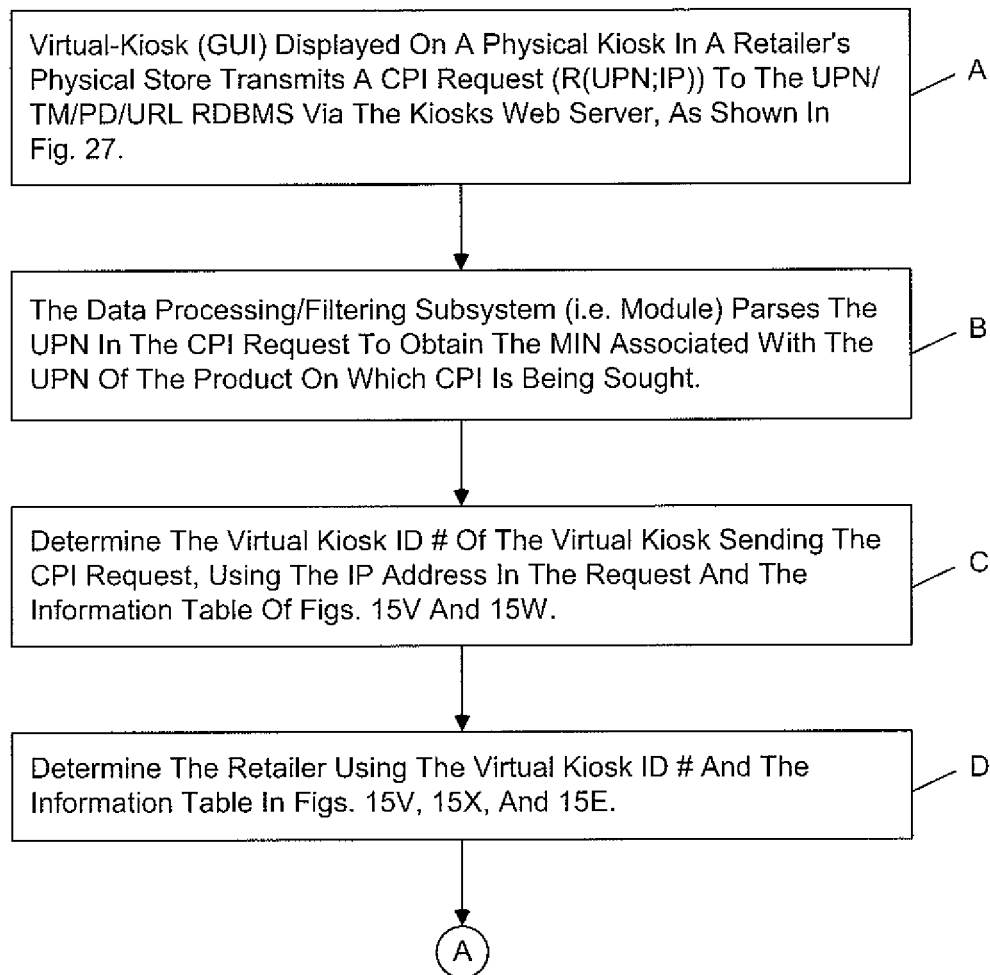 Virtual-Kiosk (GUI) Displayed On A Physical Kiosk In A Retailer's
Physical Store Transmits A CPI Request (R(UPN;IP)) To The UPN/
TM/PD/URL RDBMS Via The Kiosks Web Server, As Shown In
Fig. 27.
A
The Data Processing/Filtering Subsystem (i.e. Module) Parses The
UPN In The CPI Request To Obtain The MIN Associated With The
UPN Of The Product On Which CPI Is Being Sought.
B
Determine The Virtual Kiosk ID # Of The Virtual Kiosk Sending The
CPI Request, Using The IP Address In The Request And The
Information Table Of Figs. 15V And 15W.
C
Determine The Retailer Using The Virtual Kiosk ID # And The
Information Table In Figs. 15V, 15X, And 15E.
D
A